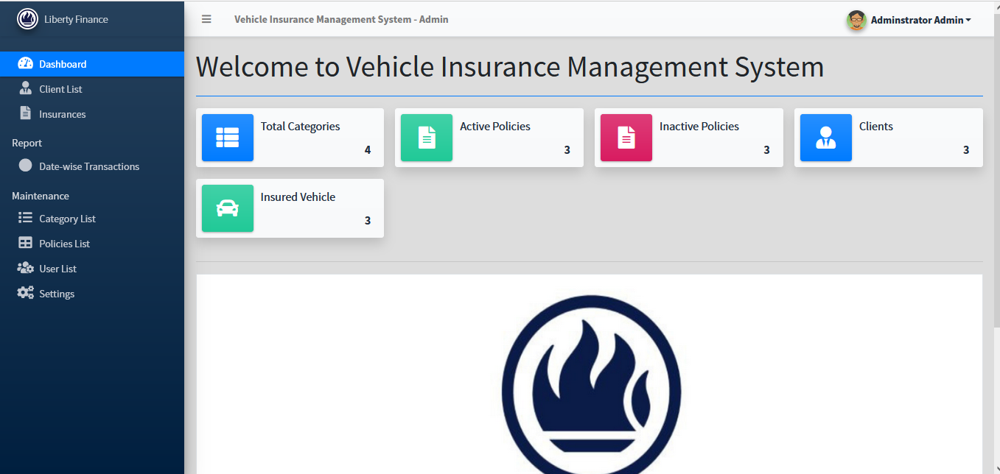 Liberty Finance
Vehicle Insurance Management System - Admin
Adminstrator Admin
Dashboard
Client List
Insurances
Report
Date-wise Transactions
Maintenance
Category List
Policies List
User List
Settings
Welcome to Vehicle Insurance Management System
Total Categories
4
Active Policies
3
Inactive Policies
3
Clients
3
Insured Vehicle
3